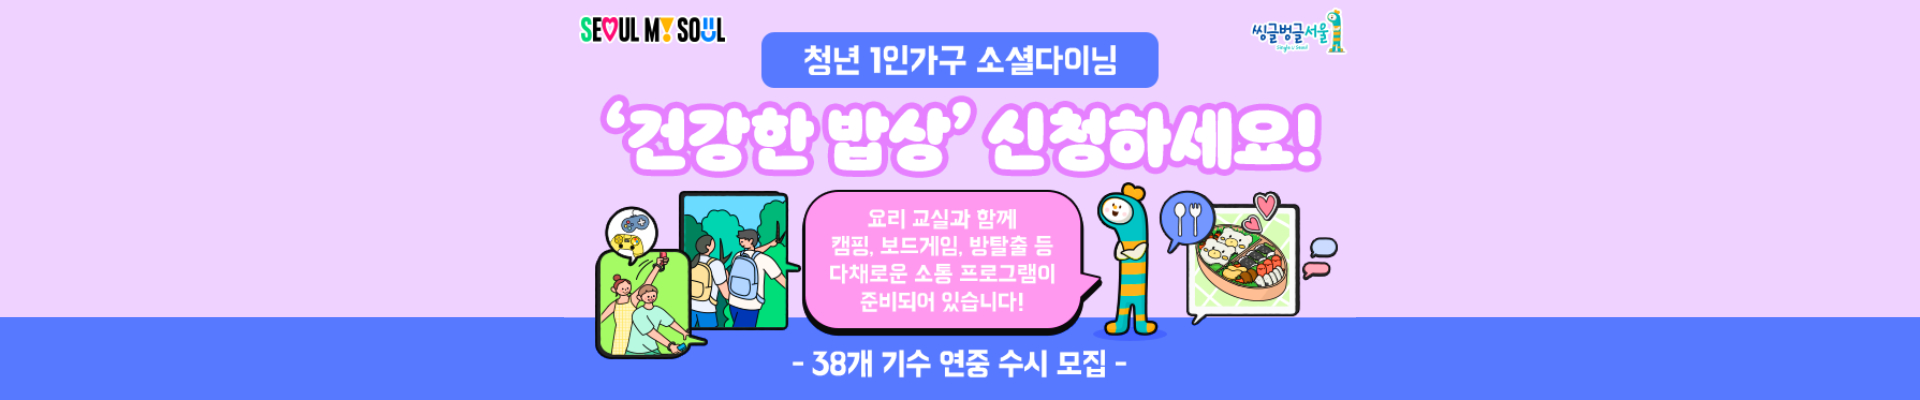 SEOUL MY SOUL
씽글벙글서울
Single in Seoul
청년 1인가구 소셜다이닝
‘건강한 밥상’ 신청하세요!
요리 교실과 함께
캠핑, 보드게임, 방탈출 등
다채로운 소통 프로그램이
준비되어 있습니다!
- 38개 기수 연중 수시 모집 -